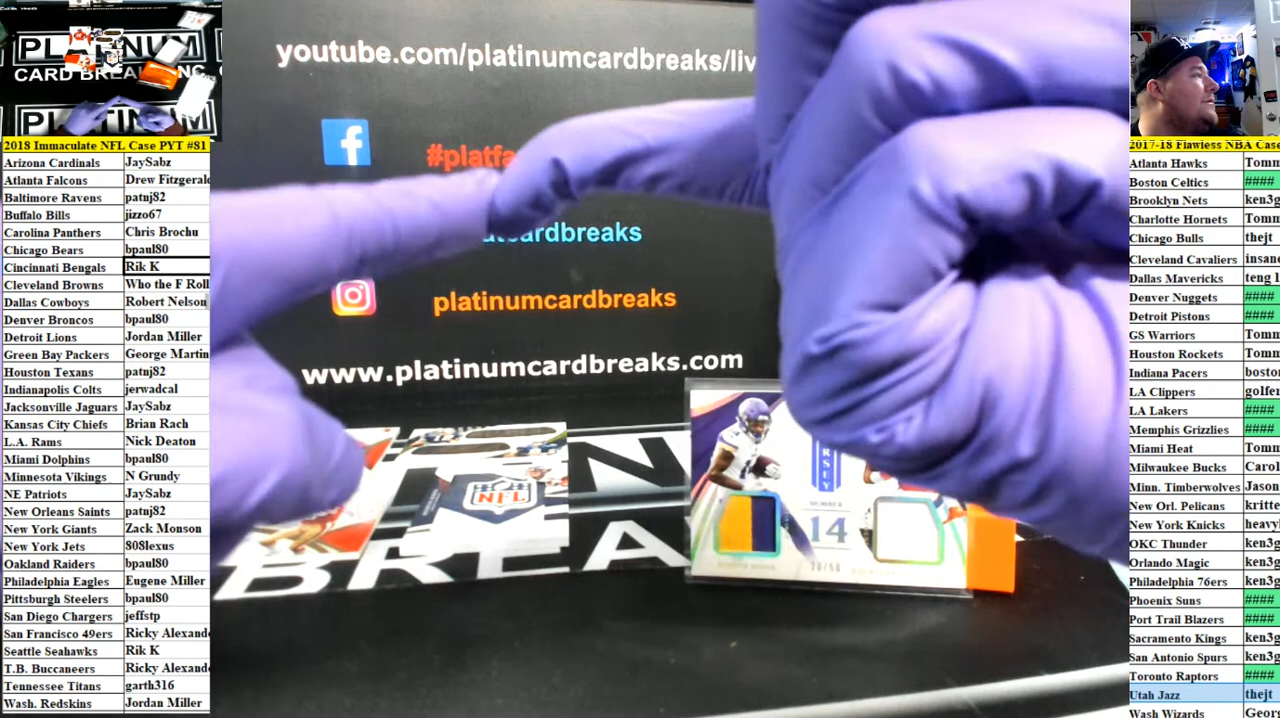 PLATINUM
CARD BREA
INC
PLATINUM
youtube.com/platinumcardbreaks/liv
#platfa
atcardbreaks
platinumcardbreaks
www.platinumcardbreaks.com
BREA
NFL
NUMBER
14
2018 Immaculate NFL Case PYT #81
Arizona Cardinals JaySabz
Atlanta Falcons Drew Fitzgerald
Baltimore Ravens patnj82
Buffalo Bills jizzo67
Carolina Panthers Chris Brochu
Chicago Bears bpaul80
Cincinnati Bengals Rik K
Cleveland Browns Who the F Roll
Dallas Cowboys Robert Nelson
Denver Broncos bpaul80
Detroit Lions Jordan Miller
Green Bay Packers George Martin
Houston Texans patnj82
Indianapolis Colts jerwadcal
Jacksonville Jaguars JaySabz
Kansas City Chiefs Brian Rach
L.A. Rams Nick Deaton
Miami Dolphins bpaul80
Minnesota Vikings N Grundy
NE Patriots JaySabz
New Orleans Saints patnj82
New York Giants Zack Monson
New York Jets 808lexus
Oakland Raiders bpaul80
Philadelphia Eagles Eugene Miller
Pittsburgh Steelers bpaul80
San Diego Chargers jeffstp
San Francisco 49ers Ricky Alexand
Seattle Seahawks Rik K
T.B. Buccaneers Ricky Alexand
Tennessee Titans garth316
Wash. Redskins Jordan Miller
2017-18 Flawless NBA Case
Atlanta Hawks Tomm
Boston Celtics ####
Brooklyn Nets ken3g
Charlotte Hornets Tomm
Chicago Bulls thejt
Cleveland Cavaliers insan
Dallas Mavericks teng l
Denver Nuggets ####
Detroit Pistons ####
GS Warriors Tomm
Houston Rockets Tomm
Indiana Pacers boston
LA Clippers golfer
LA Lakers ####
Memphis Grizzlies ####
Miami Heat Tomm
Milwaukee Bucks Carol
Minn. Timberwolves Jason
New Orl. Pelicans kritte
New York Knicks heavy
OKC Thunder ken3g
Orlando Magic ken3g
Philadelphia 76ers ken3g
Phoenix Suns ####
Port Trail Blazers ####
Sacramento Kings ken3g
San Antonio Spurs ken3g
Toronto Raptors ####
Utah Jazz thejt
Wash Wizards Georg